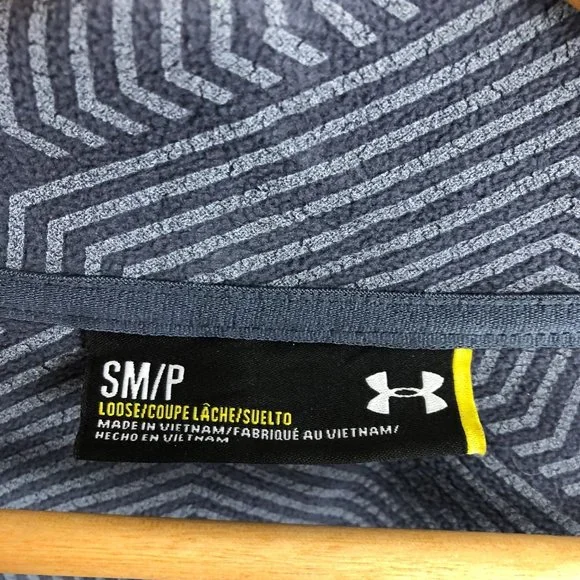 SM/P
LOOSE/COUPE LÂCHE/SUELTO
MADE IN VIETNAM/FABRIQUÉ AU VIETNAM/
HECHO EN VIETNAM